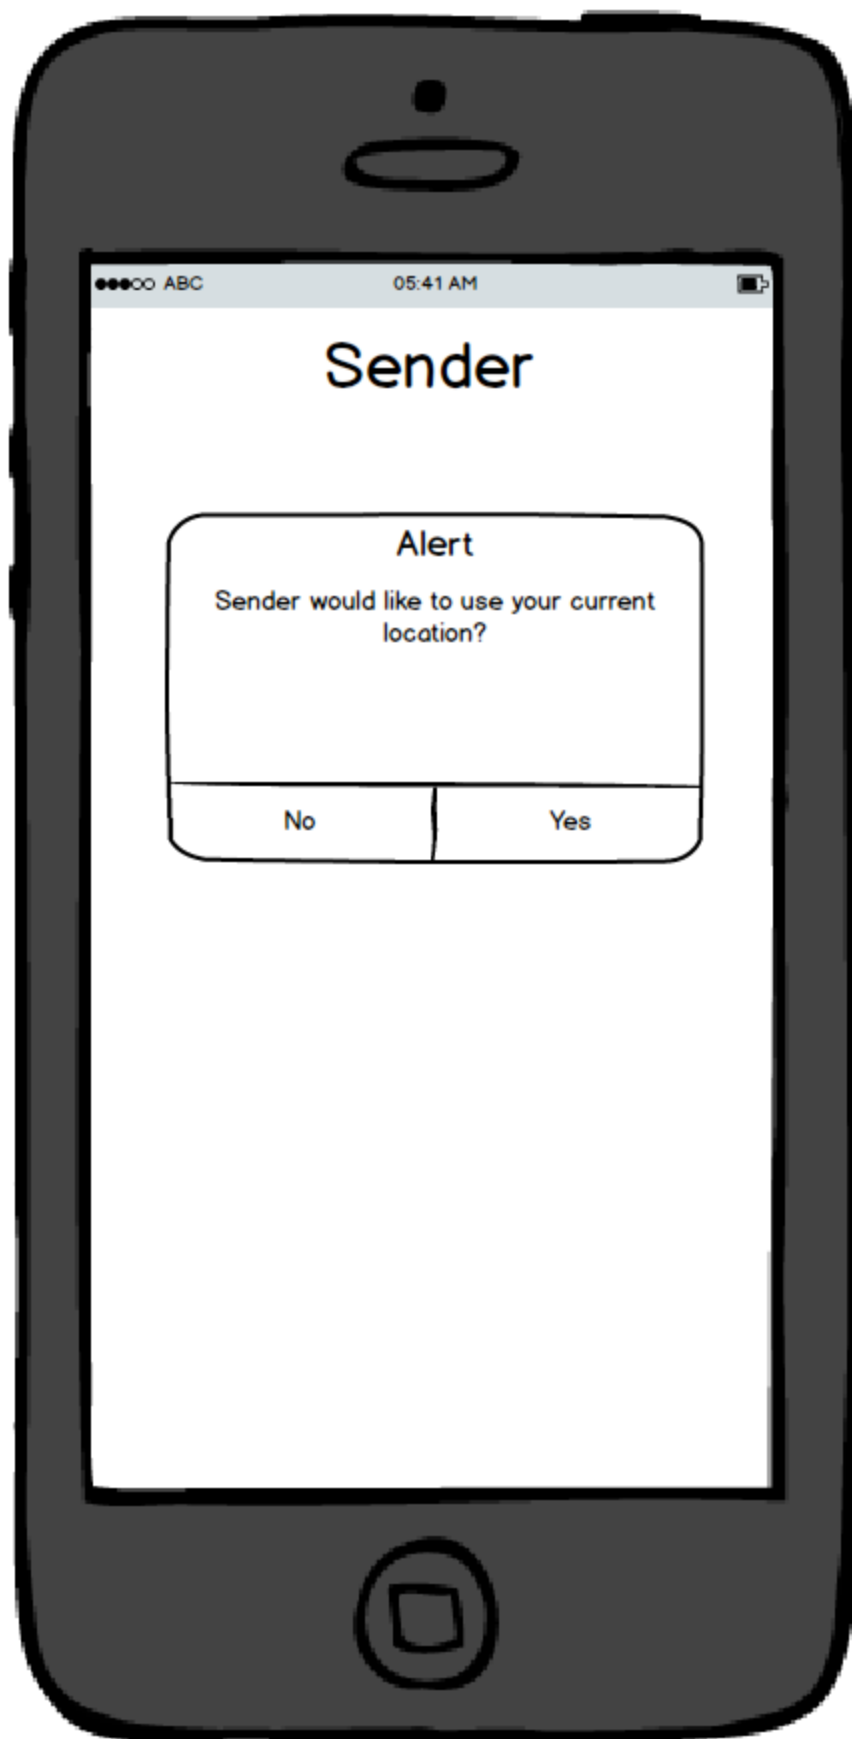 ABC 05:41 AM
Sender
Alert
Sender would like to use your current
location?
No Yes